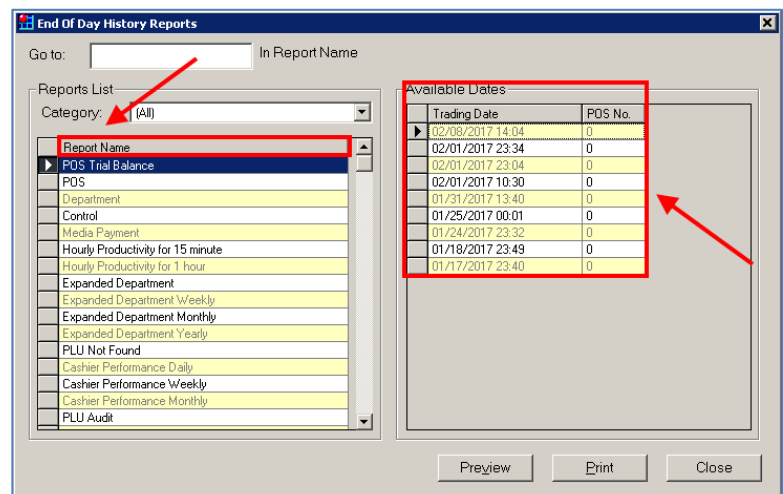 End Of Day History Reports
Go to: In Report Name
Reports List
Category: (All)
Report Name
POS Trial Balance
POS
Department
Control
Media Payment
Hourly Productivity for 15 minute
Hourly Productivity for 1 hour
Expanded Department
Expanded Department Weekly
Expanded Department Monthly
Expanded Department Yearly
PLU Not Found
Cashier Performance Daily
Cashier Performance Weekly
Cashier Performance Monthly
PLU Audit
Available Dates
Trading Date POS No.
02/08/2017 14:04 0
02/01/2017 23:34 0
02/01/2017 23:04 0
02/01/2017 10:30 0
01/31/2017 13:40 0
01/25/2017 00:01 0
01/24/2017 23:32 0
01/18/2017 23:49 0
01/17/2017 23:40 0
Preview Print Close